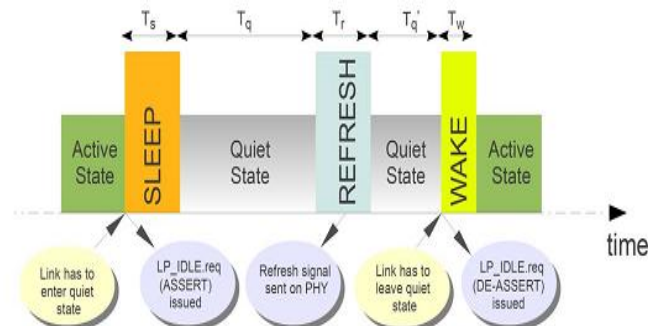 Ts Tq Tr Tq' Tw
Active
State
SLEEP
Quiet
State
REFRESH
Quiet
State
WAKE
Active
State
time
Link has to
enter quiet
state
LP_IDLE.req
(ASSERT)
issued
Refresh signal
sent on PHY
Link has to
leave quiet
state
LP_IDLE.req
(DE-ASSERT)
issued